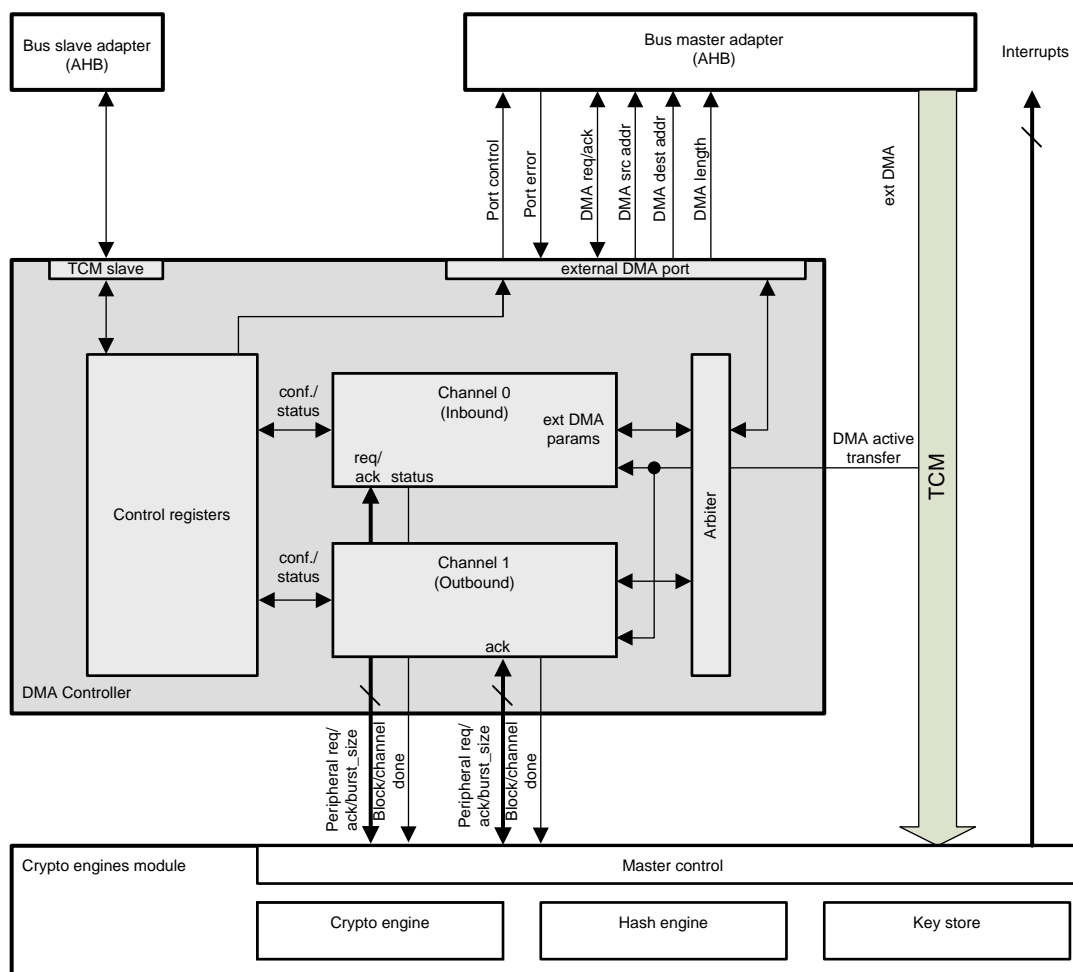 Bus slave adapter
(AHB)
Bus master adapter
(AHB)
Interrupts
Port control
Port error
DMA req/ack
DMA src addr
DMA dest addr
DMA length
ext DMA
TCM slave
external DMA port
Channel 0
(Inbound)
conf./
status
ext DMA
params
req/
ack
status
DMA active
transfer
TCM
Control registers
Arbiter
Channel 1
(Outbound)
conf./
status
ack
DMA Controller
Peripheral req/
ack/burst_size
Block/channel
done
Peripheral req/
ack/burst_size
Block/channel
done
Crypto engines module
Master control
Crypto engine
Hash engine
Key store